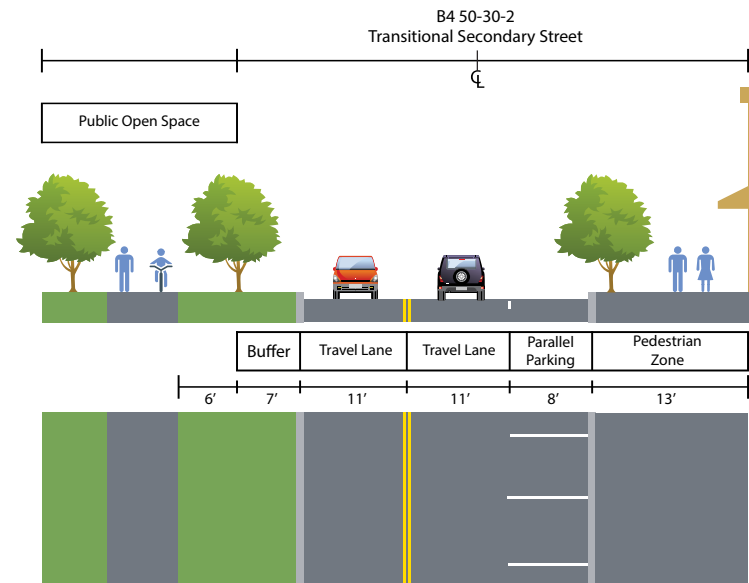 B4 50-30-2
Transitional Secondary Street
℄
Public Open Space
Buffer
Travel Lane
Travel Lane
Parallel
Parking
Pedestrian
Zone
6’
7’
11’
11’
8’
13’